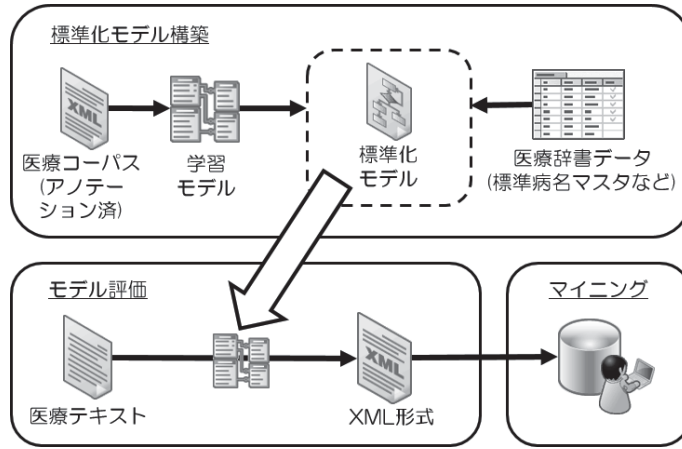 標準化モデル構築
XML
医療コーパス
(アノテー
ション済)
学習
モデル
標準化
モデル
医療辞書データ
(標準病名マスタなど)
モデル評価
医療テキスト
XML
XML形式
マイニング